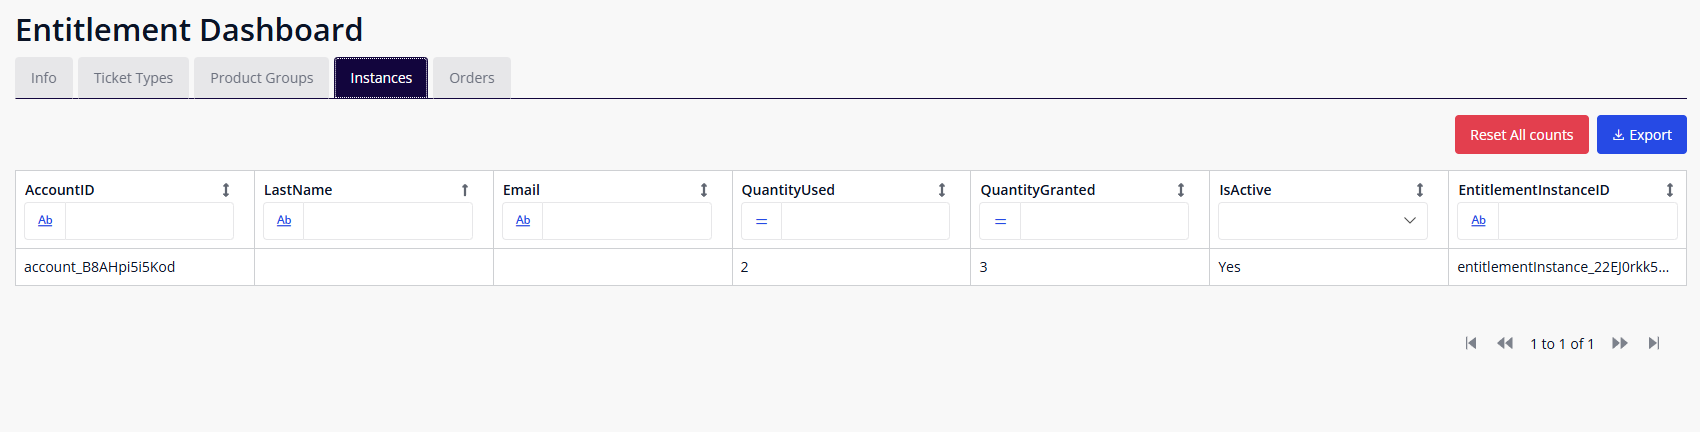 Entitlement Dashboard
Info Ticket Types Product Groups Instances Orders
Reset All counts Export
AccountID LastName Email QuantityUsed QuantityGranted IsActive EntitlementInstanceID
Ab Ab Ab = = Ab
account_B8AHpi5i5Kod 2 3 Yes entitlementInstance_22EJ0rkk5...
1 to 1 of 1